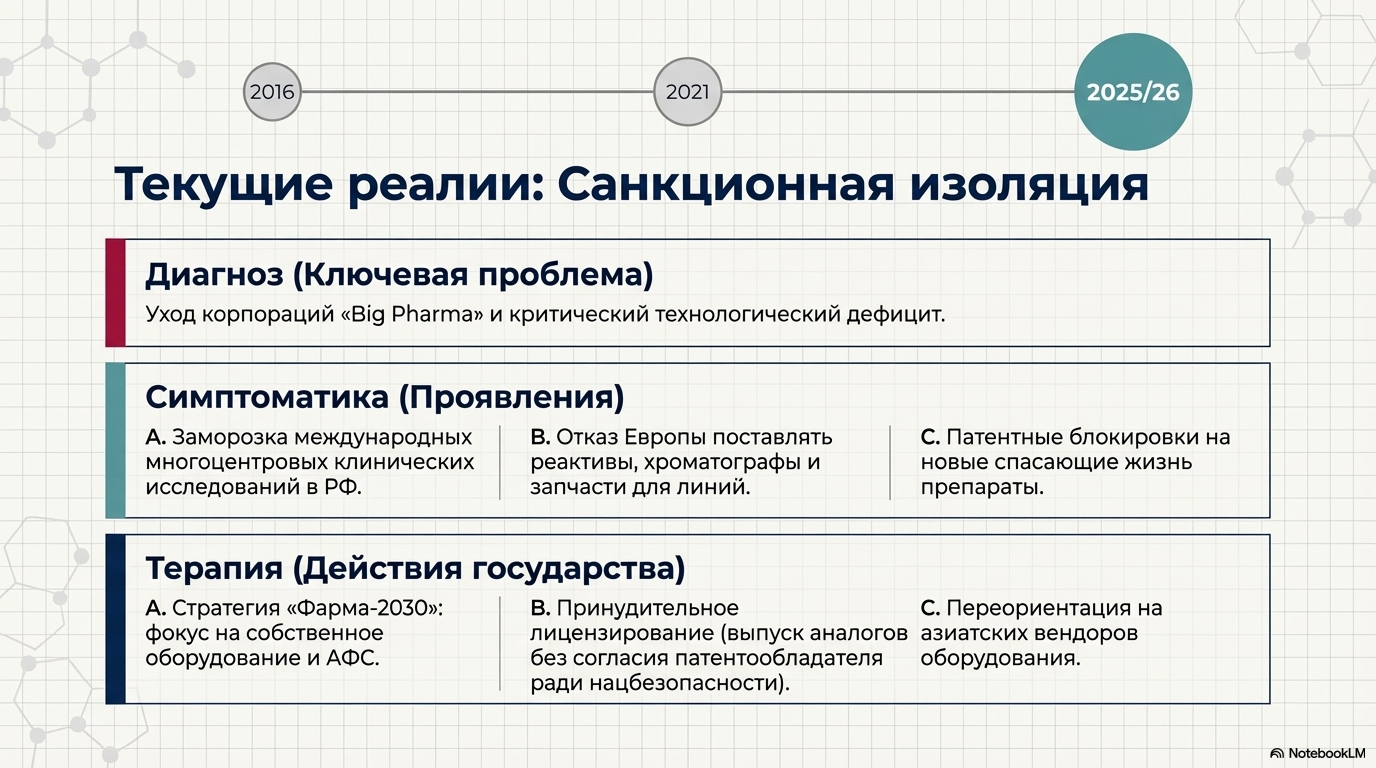 2016
2021
2025/26
Текущие реалии: Санкционная изоляция
Диагноз (Ключевая проблема)
Уход корпораций «Big Pharma» и критический технологический дефицит.
Симптоматика (Проявления)
A. Заморозка международных
многоцентровых клинических
исследований в РФ.
B. Отказ Европы поставлять
реактивы, хроматографы и
запчасти для линий.
C. Патентные блокировки на
новые спасающие жизнь
препараты.
Терапия (Действия государства)
A. Стратегия «Фарма-2030»:
фокус на собственное
оборудование и АФС.
B. Принудительное
лицензирование (выпуск аналогов
без согласия патентообладателя
ради нацбезопасности).
C. Переориентация на
азиатских вендоров
оборудования.
NotebookLM